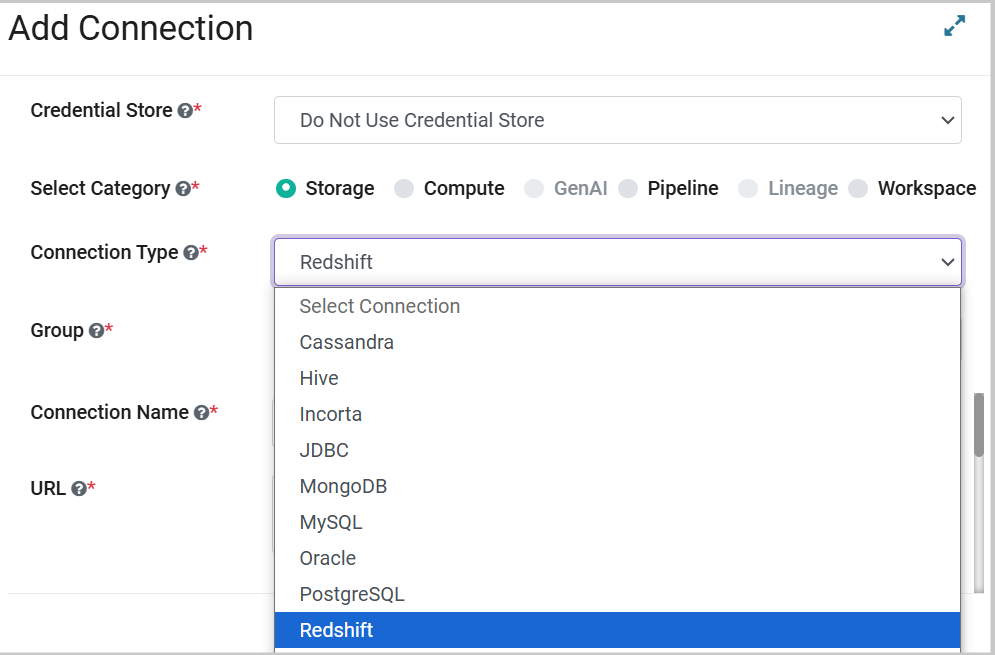 Add Connection
Credential Store ?*
Do Not Use Credential Store
Select Category ?*
Storage Compute GenAI Pipeline Lineage Workspace
Connection Type ?*
Redshift
Select Connection
Cassandra
Group ?*
Hive
Connection Name ?*
Incorta
JDBC
URL ?*
MongoDB
MySQL
Oracle
PostgreSQL
Redshift